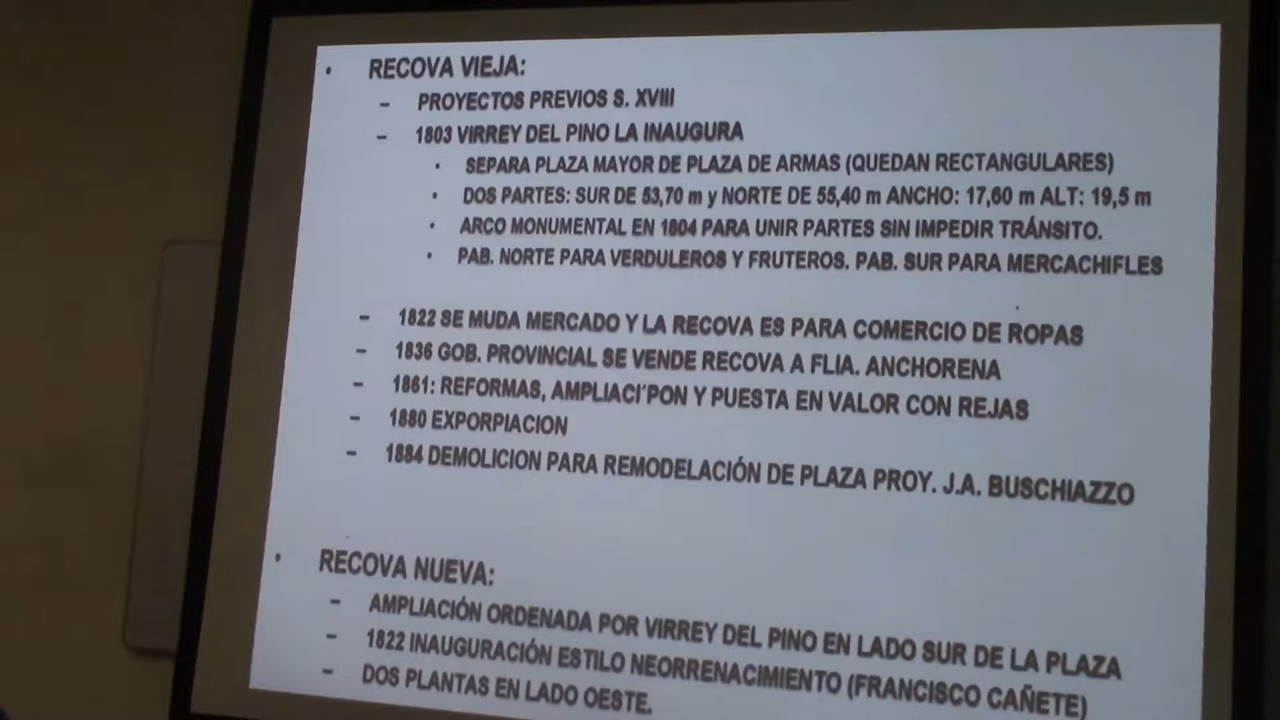 • RECOVA VIEJA:
– PROYECTOS PREVIOS S. XVIII
– 1803 VIRREY DEL PINO LA INAUGURA
• SEPARA PLAZA MAYOR DE PLAZA DE ARMAS (QUEDAN RECTANGULARES)
• DOS PARTES: SUR DE 53,70 m y NORTE DE 55,40 m ANCHO: 17,60 m ALT: 19,5 m
• ARCO MONUMENTAL EN 1804 PARA UNIR PARTES SIN IMPEDIR TRÁNSITO.
• PAB. NORTE PARA VERDULEROS Y FRUTEROS. PAB. SUR PARA MERCACHIFLES
– 1822 SE MUDA MERCADO Y LA RECOVA ES PARA COMERCIO DE ROPAS
– 1836 GOB. PROVINCIAL SE VENDE RECOVA A FLIA. ANCHORENA
– 1861: REFORMAS, AMPLIACI´PON Y PUESTA EN VALOR CON REJAS
– 1880 EXPORPIACION
– 1884 DEMOLICION PARA REMODELACIÓN DE PLAZA PROY. J.A. BUSCHIAZZO
• RECOVA NUEVA:
– AMPLIACIÓN ORDENADA POR VIRREY DEL PINO EN LADO SUR DE LA PLAZA
– 1822 INAUGURACIÓN ESTILO NEORRENACIMIENTO (FRANCISCO CAÑETE)
– DOS PLANTAS EN LADO OESTE.